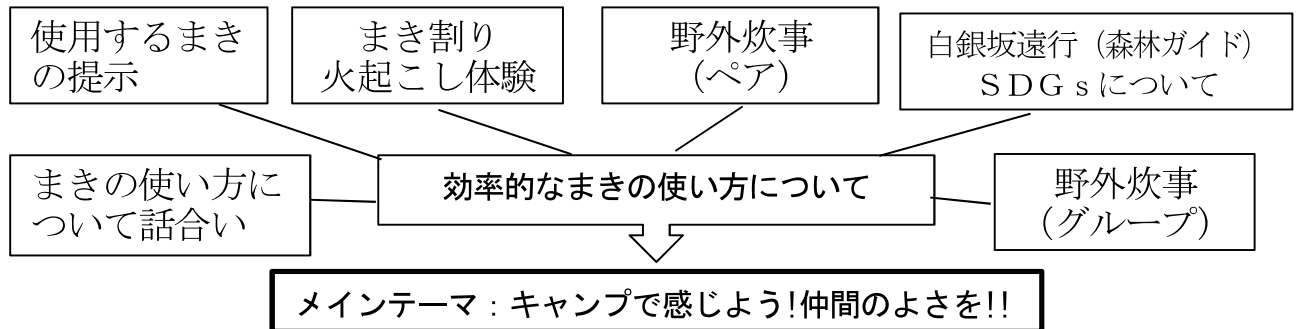 使用するまき
の提示
まき割り
火起こし体験
野外炊事
（ペア）
白銀坂遠行（森林ガイド）
ＳＤＧｓについて
まきの使い方に
ついて話合い
効率的なまきの使い方について
野外炊事
（グループ）
メインテーマ：キャンプで感じよう!仲間のよさを!!